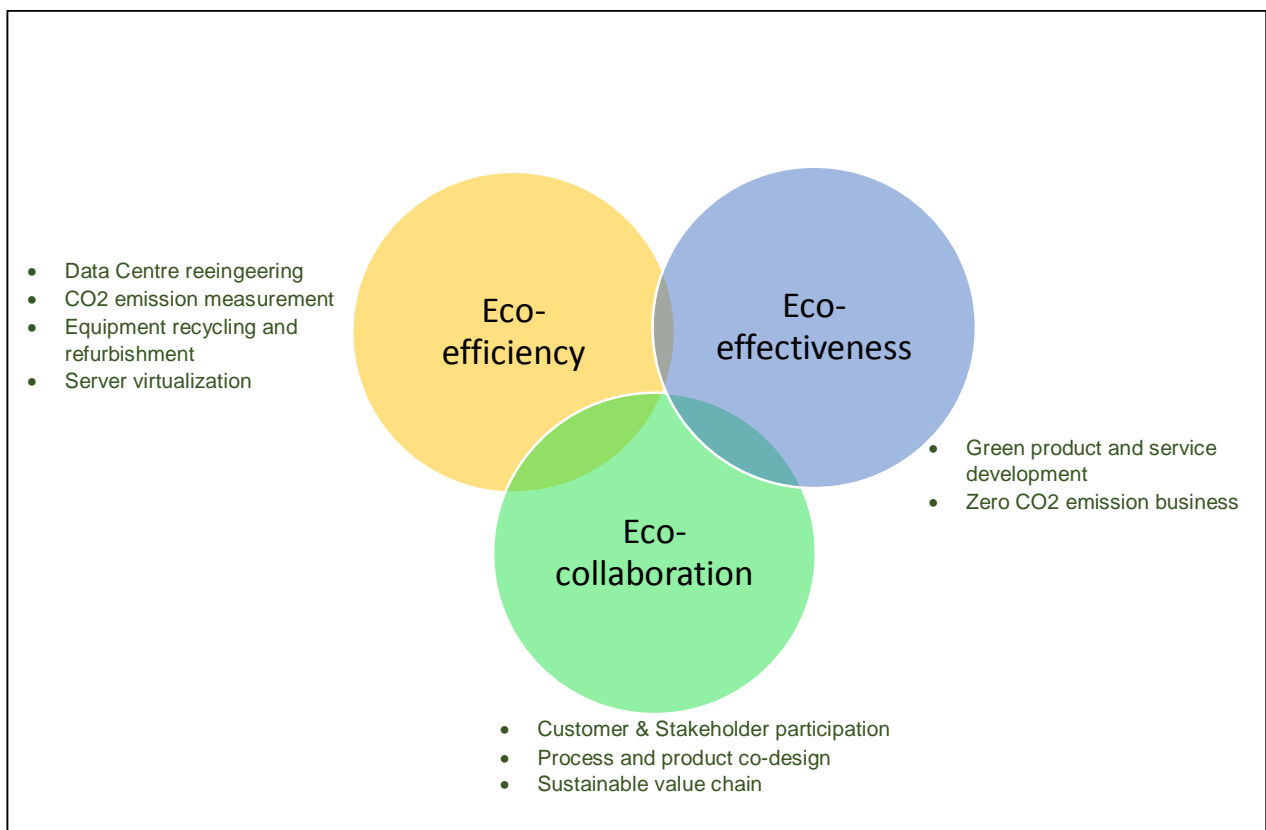 Eco-
efficiency
Eco-
effectiveness
Eco-
collaboration
• Data Centre reeingeering
• CO2 emission measurement
• Equipment recycling and
refurbishment
• Server virtualization
• Green product and service
development
• Zero CO2 emission business
• Customer & Stakeholder participation
• Process and product co-design
• Sustainable value chain